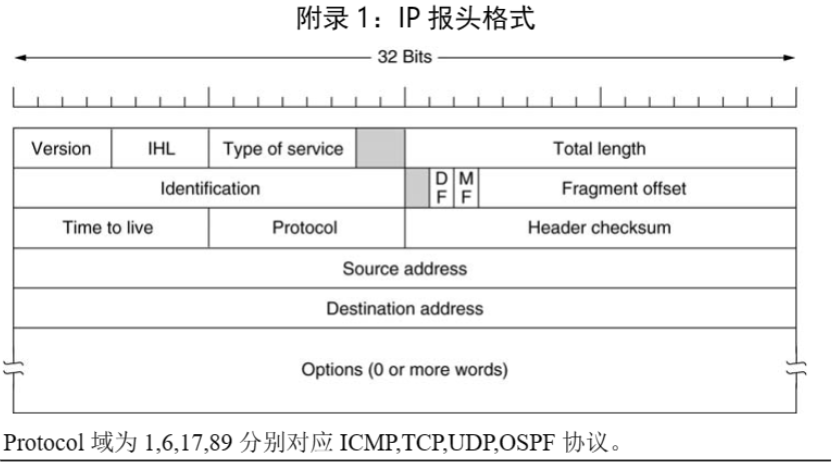 附录 1：IP 报头格式
32 Bits
Version IHL Type of service Total length
Identification DF MF Fragment offset
Time to live Protocol Header checksum
Source address
Destination address
Options (0 or more words)
Protocol 域为 1,6,17,89 分别对应 ICMP,TCP,UDP,OSPF 协议。